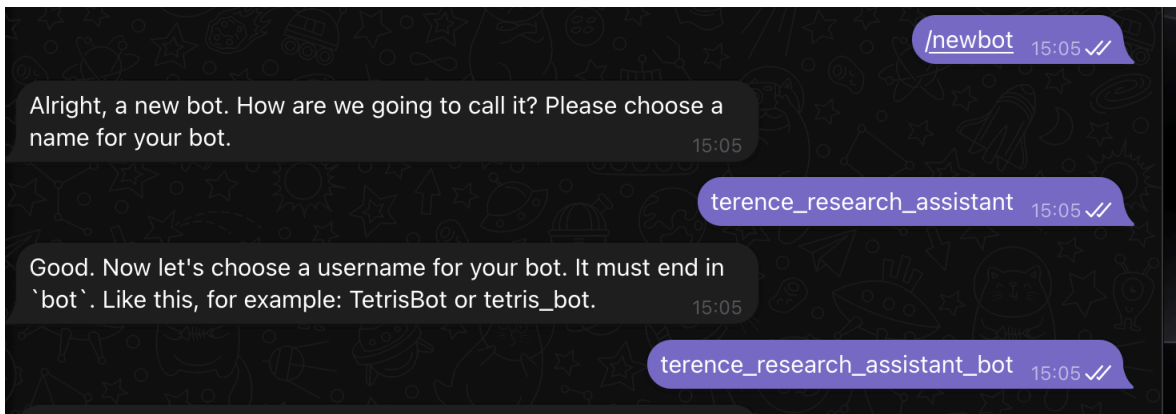 /newbot 15:05
Alright, a new bot. How are we going to call it? Please choose a
name for your bot.
15:05
terence_research_assistant 15:05
Good. Now let's choose a username for your bot. It must end in
`bot`. Like this, for example: TetrisBot or tetris_bot.
15:05
terence_research_assistant_bot 15:05